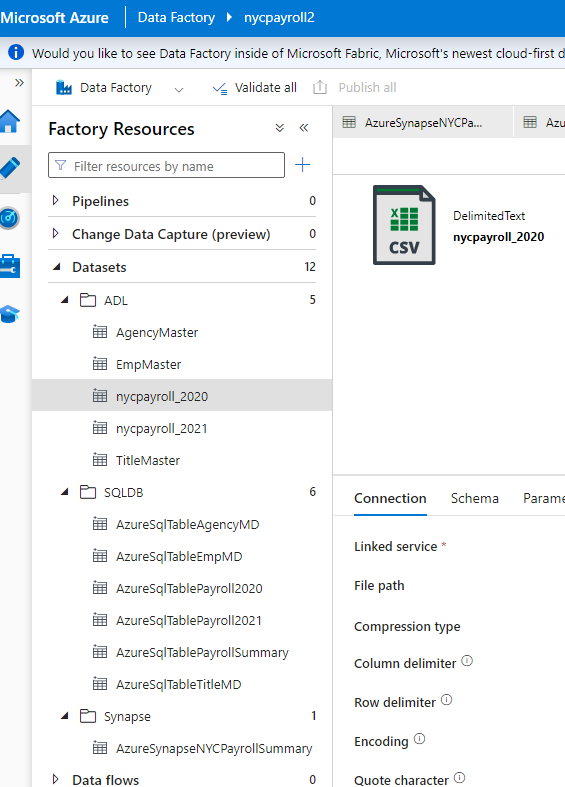 Microsoft Azure Data Factory nycpayroll2
Would you like to see Data Factory inside of Microsoft Fabric, Microsoft's newest cloud-first d
Data Factory Validate all Publish all
Factory Resources
Filter resources by name
Pipelines 0
Change Data Capture (preview) 0
Datasets 12
ADL 5
AgencyMaster
EmpMaster
nycpayroll_2020
nycpayroll_2021
TitleMaster
SQLDB 6
AzureSqlTableAgencyMD
AzureSqlTableEmpMD
AzureSqlTablePayroll2020
AzureSqlTablePayroll2021
AzureSqlTablePayrollSummary
AzureSqlTableTitleMD
Synapse 1
AzureSynapseNYCPayrollSummary
Data flows 0
AzureSynapseNYCPa... Azu
X
CSV
DelimitedText
nycpayroll_2020
Connection Schema Parame
Linked service *
File path
Compression type
Column delimiter
Row delimiter
Encoding
Quote character